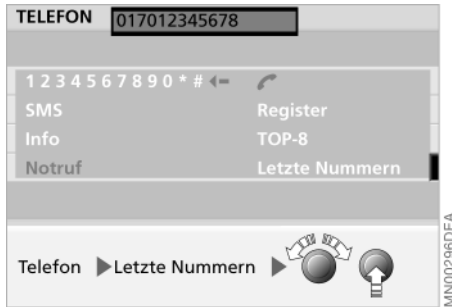 TELEFON 017012345678
1 2 3 4 5 6 7 8 9 0 * #
SMS Register
Info TOP-8
Notruf Letzte Nummern
Telefon Letzte Nummern
MN00296DEA